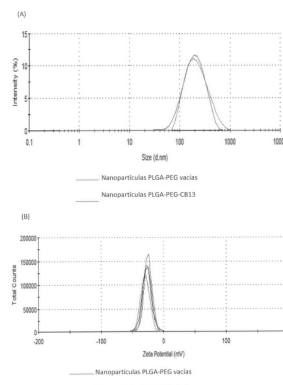 (A)
Intensity (%)
15
10
5
0
0.1 1 10 100 1000 1000
Size (d.nm)
Nanopartículas PLGA-PEG vacías
Nanopartículas PLGA-PEG-CB13
(B)
Total Counts
200000
150000
100000
50000
0
-200 -100 0 100
Zeta Potential (mV)
Nanopartículas PLGA-PEG vacías